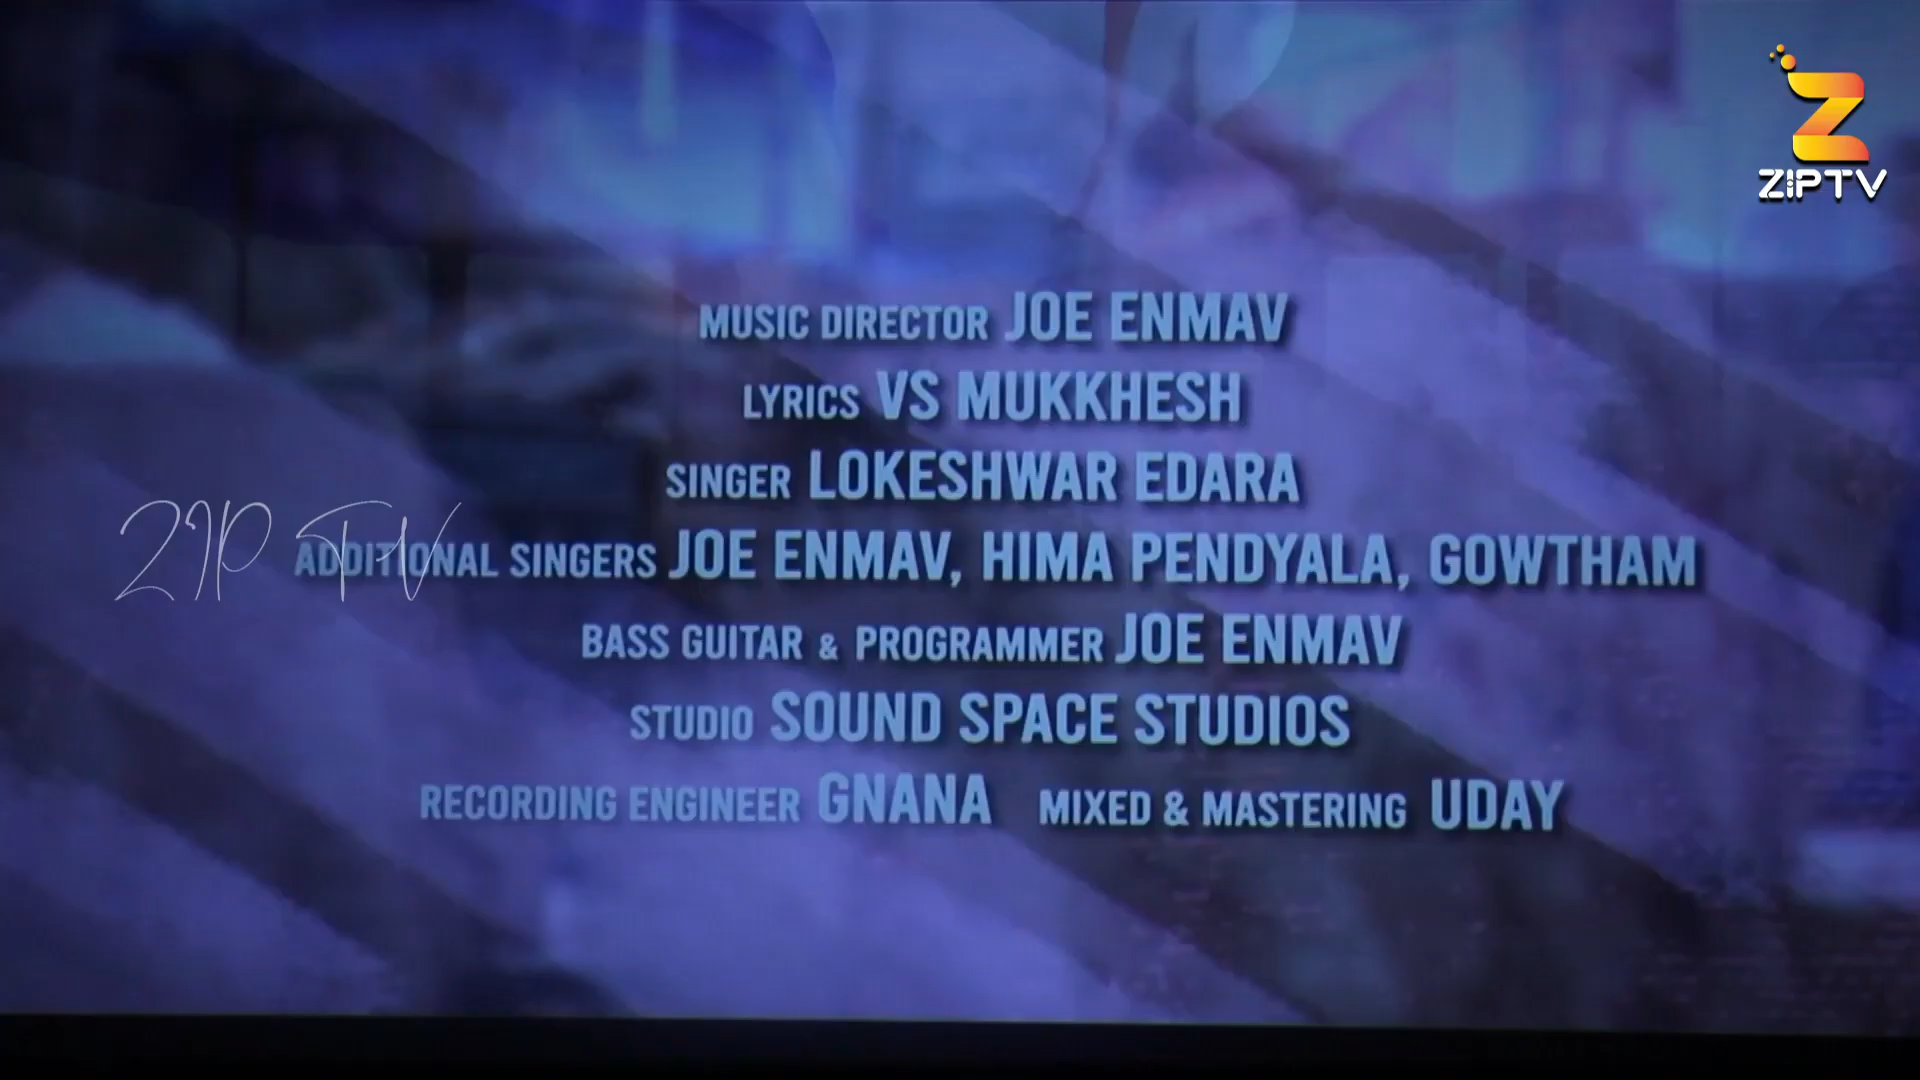 ZIPTV
MUSIC DIRECTOR JOE ENMAV
LYRICS VS MUKKHESH
SINGER LOKESHWAR EDARA
ZIP TV
ADDITIONAL SINGERS JOE ENMAV, HIMA PENDYALA, GOWTHAM
BASS GUITAR & PROGRAMMER JOE ENMAV
STUDIO SOUND SPACE STUDIOS
RECORDING ENGINEER GNANA MIXED & MASTERING UDAY